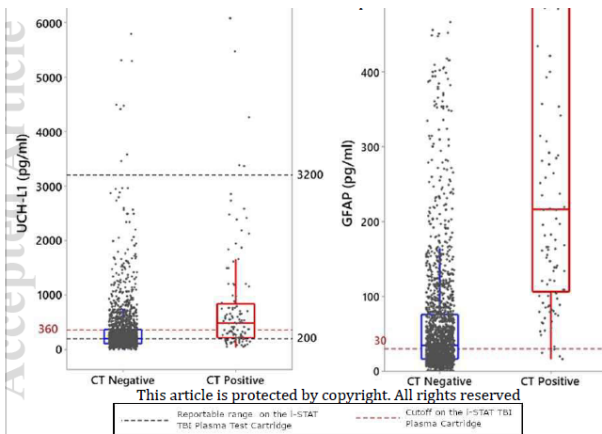 Accepted Article
UCH-L1 (pg/ml)
6000
5000
4000
3000
2000
1000
360
0
3200
200
CT Negative
CT Positive
GFAP (pg/ml)
400
300
200
100
30
0
CT Negative
CT Positive
This article is protected by copyright. All rights reserved
Reportable range on the i-STAT
TBI Plasma Test Cartridge
Cutoff on the i-STAT TBI
Plasma Cartridge